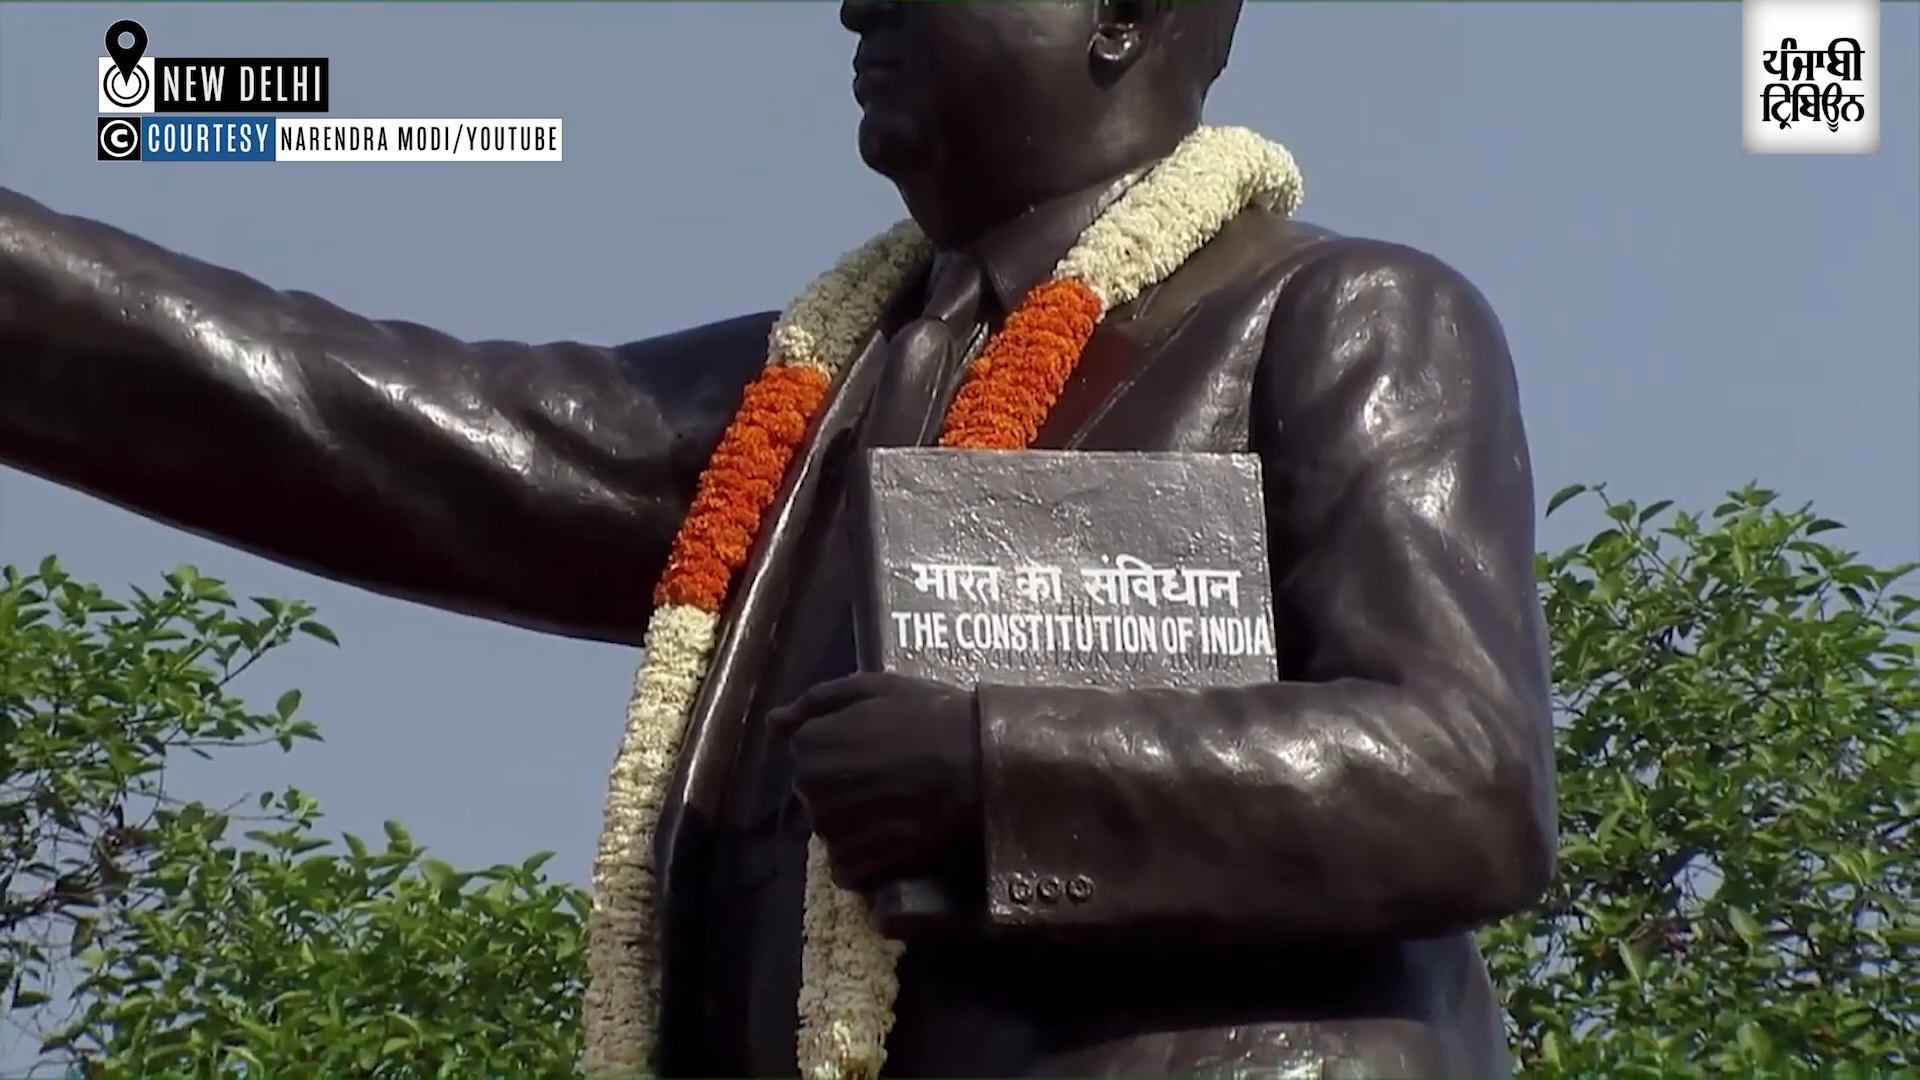 NEW DELHI
COURTESY NARENDRA MODI/YOUTUBE
ਪੰਜਾਬੀ
ਟ੍ਰਿਬਿਊਨ
भारत का संविधान
THE CONSTITUTION OF INDIA